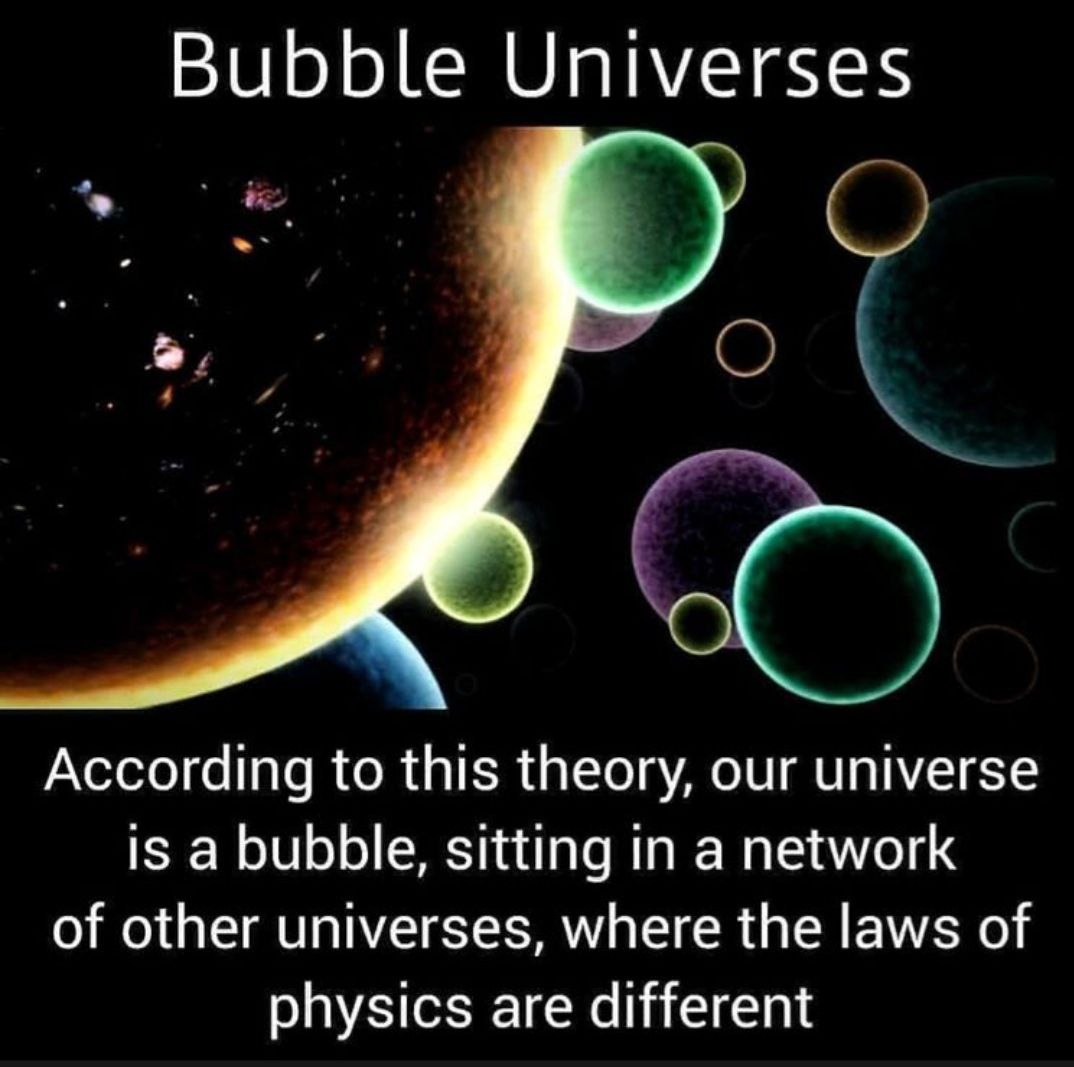 Bubble Universes
According to this theory, our universe
is a bubble, sitting in a network
of other universes, where the laws of
physics are different